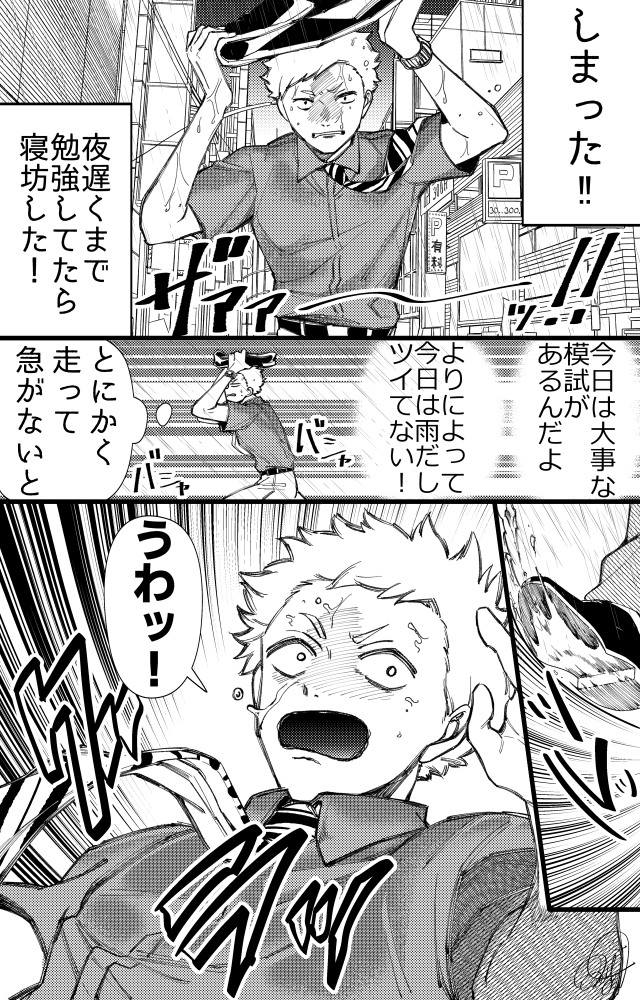 しまった!!
夜遅くまで
勉強してたら
寝坊した!
P
30 300
P
有料
ザアアァ
ッ!!
今日は大事な
模試が
あるんだよ
よりによって
今日は雨だし
ツイてない!
とにかく
走って
急がないと
バシャ
バシャ
うわッ!